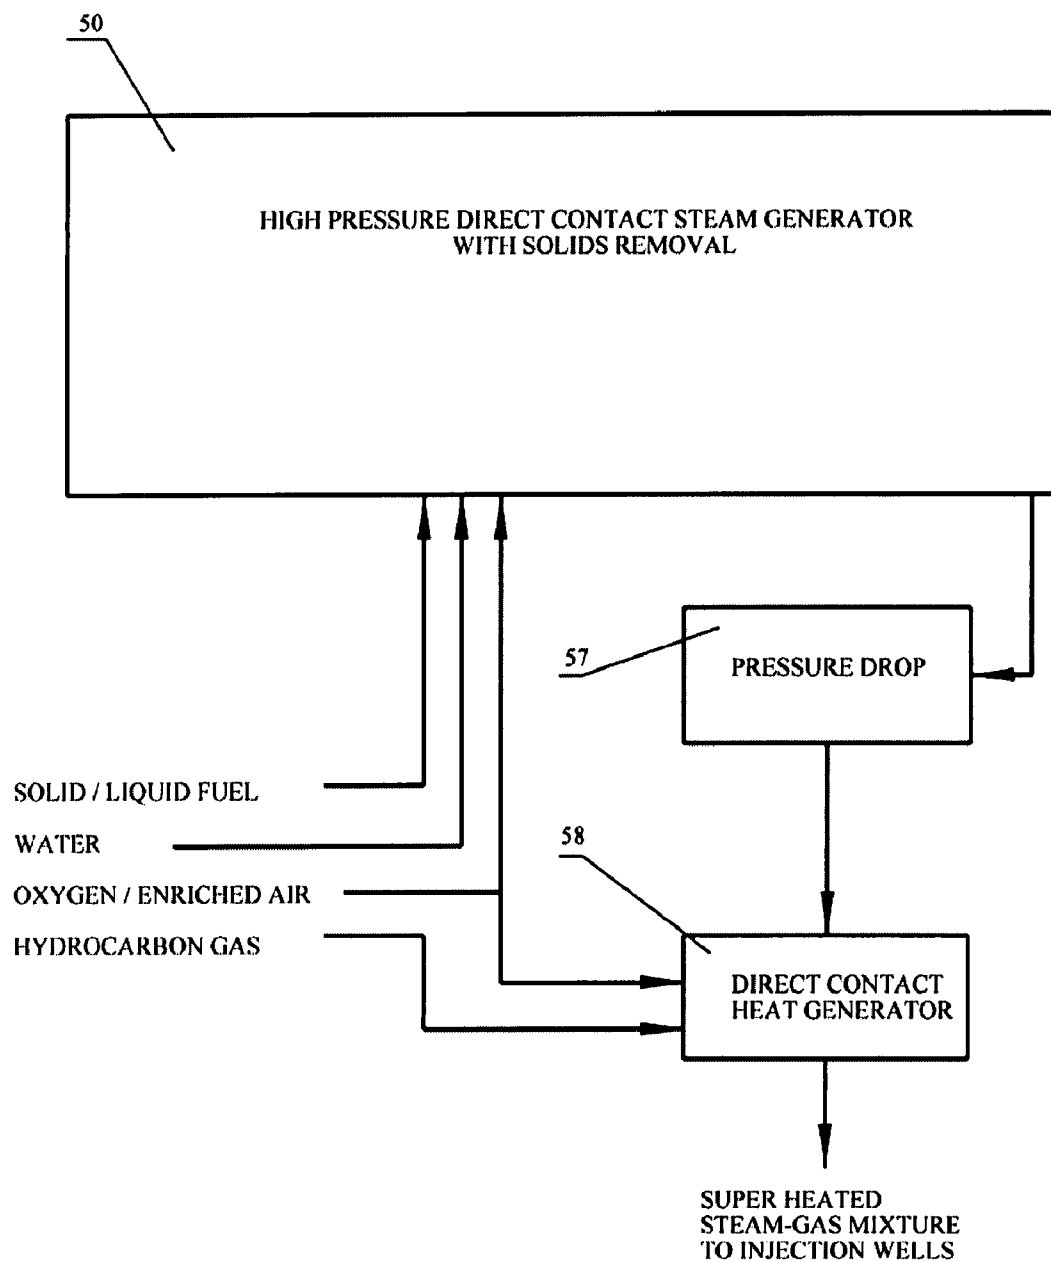 50
HIGH PRESSURE DIRECT CONTACT STEAM GENERATOR
WITH SOLIDS REMOVAL
57
PRESSURE DROP
SOLID / LIQUID FUEL
WATER
OXYGEN / ENRICHED AIR
HYDROCARBON GAS
58
DIRECT CONTACT
HEAT GENERATOR
SUPER HEATED
STEAM-GAS MIXTURE
TO INJECTION WELLS